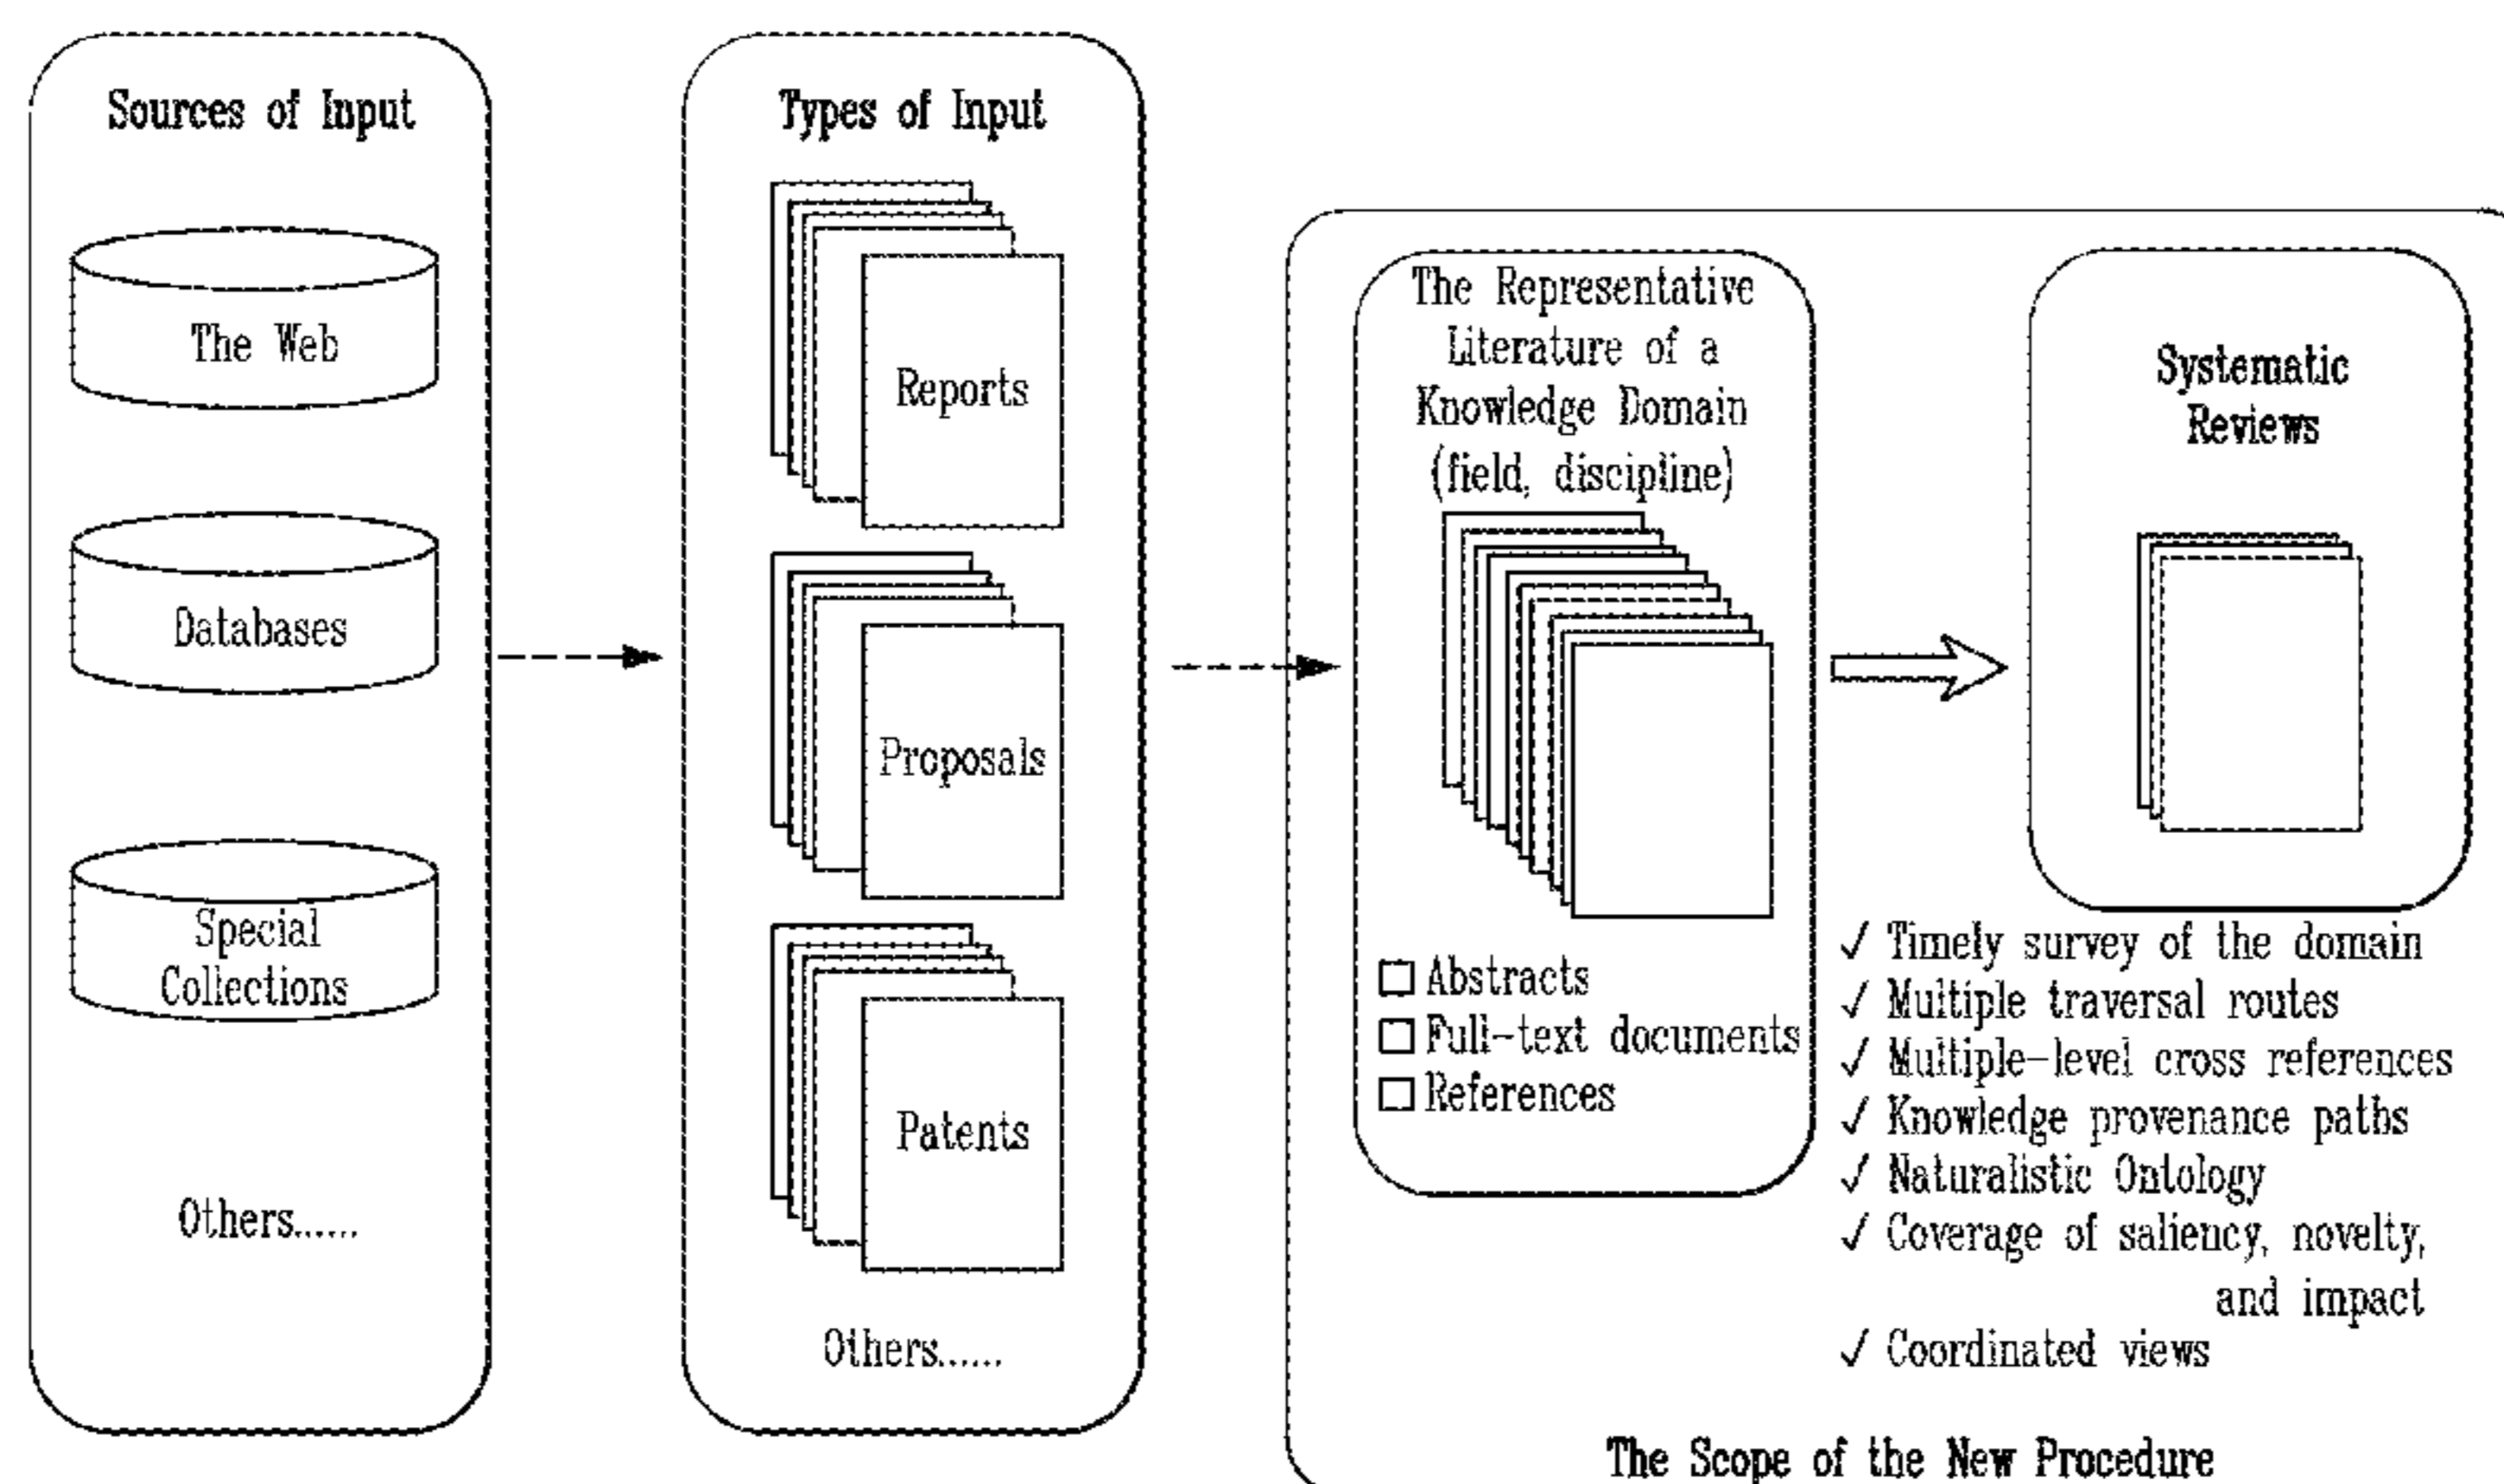 Sources of Input
The Web
Databases
Special
Collections
Others......
Types of Input
Reports
Proposals
Patents
Others......
The Representative
Literature of a
Knowledge Domain
(field, discipline)
□ Abstracts
□ Full-text documents
□ References
Systematic
Reviews
✓ Timely survey of the domain
✓ Multiple traversal routes
✓ Multiple-level cross references
✓ Knowledge provenance paths
✓ Naturalistic Ontology
✓ Coverage of saliency, novelty,
and impact
✓ Coordinated views
The Scope of the New Procedure